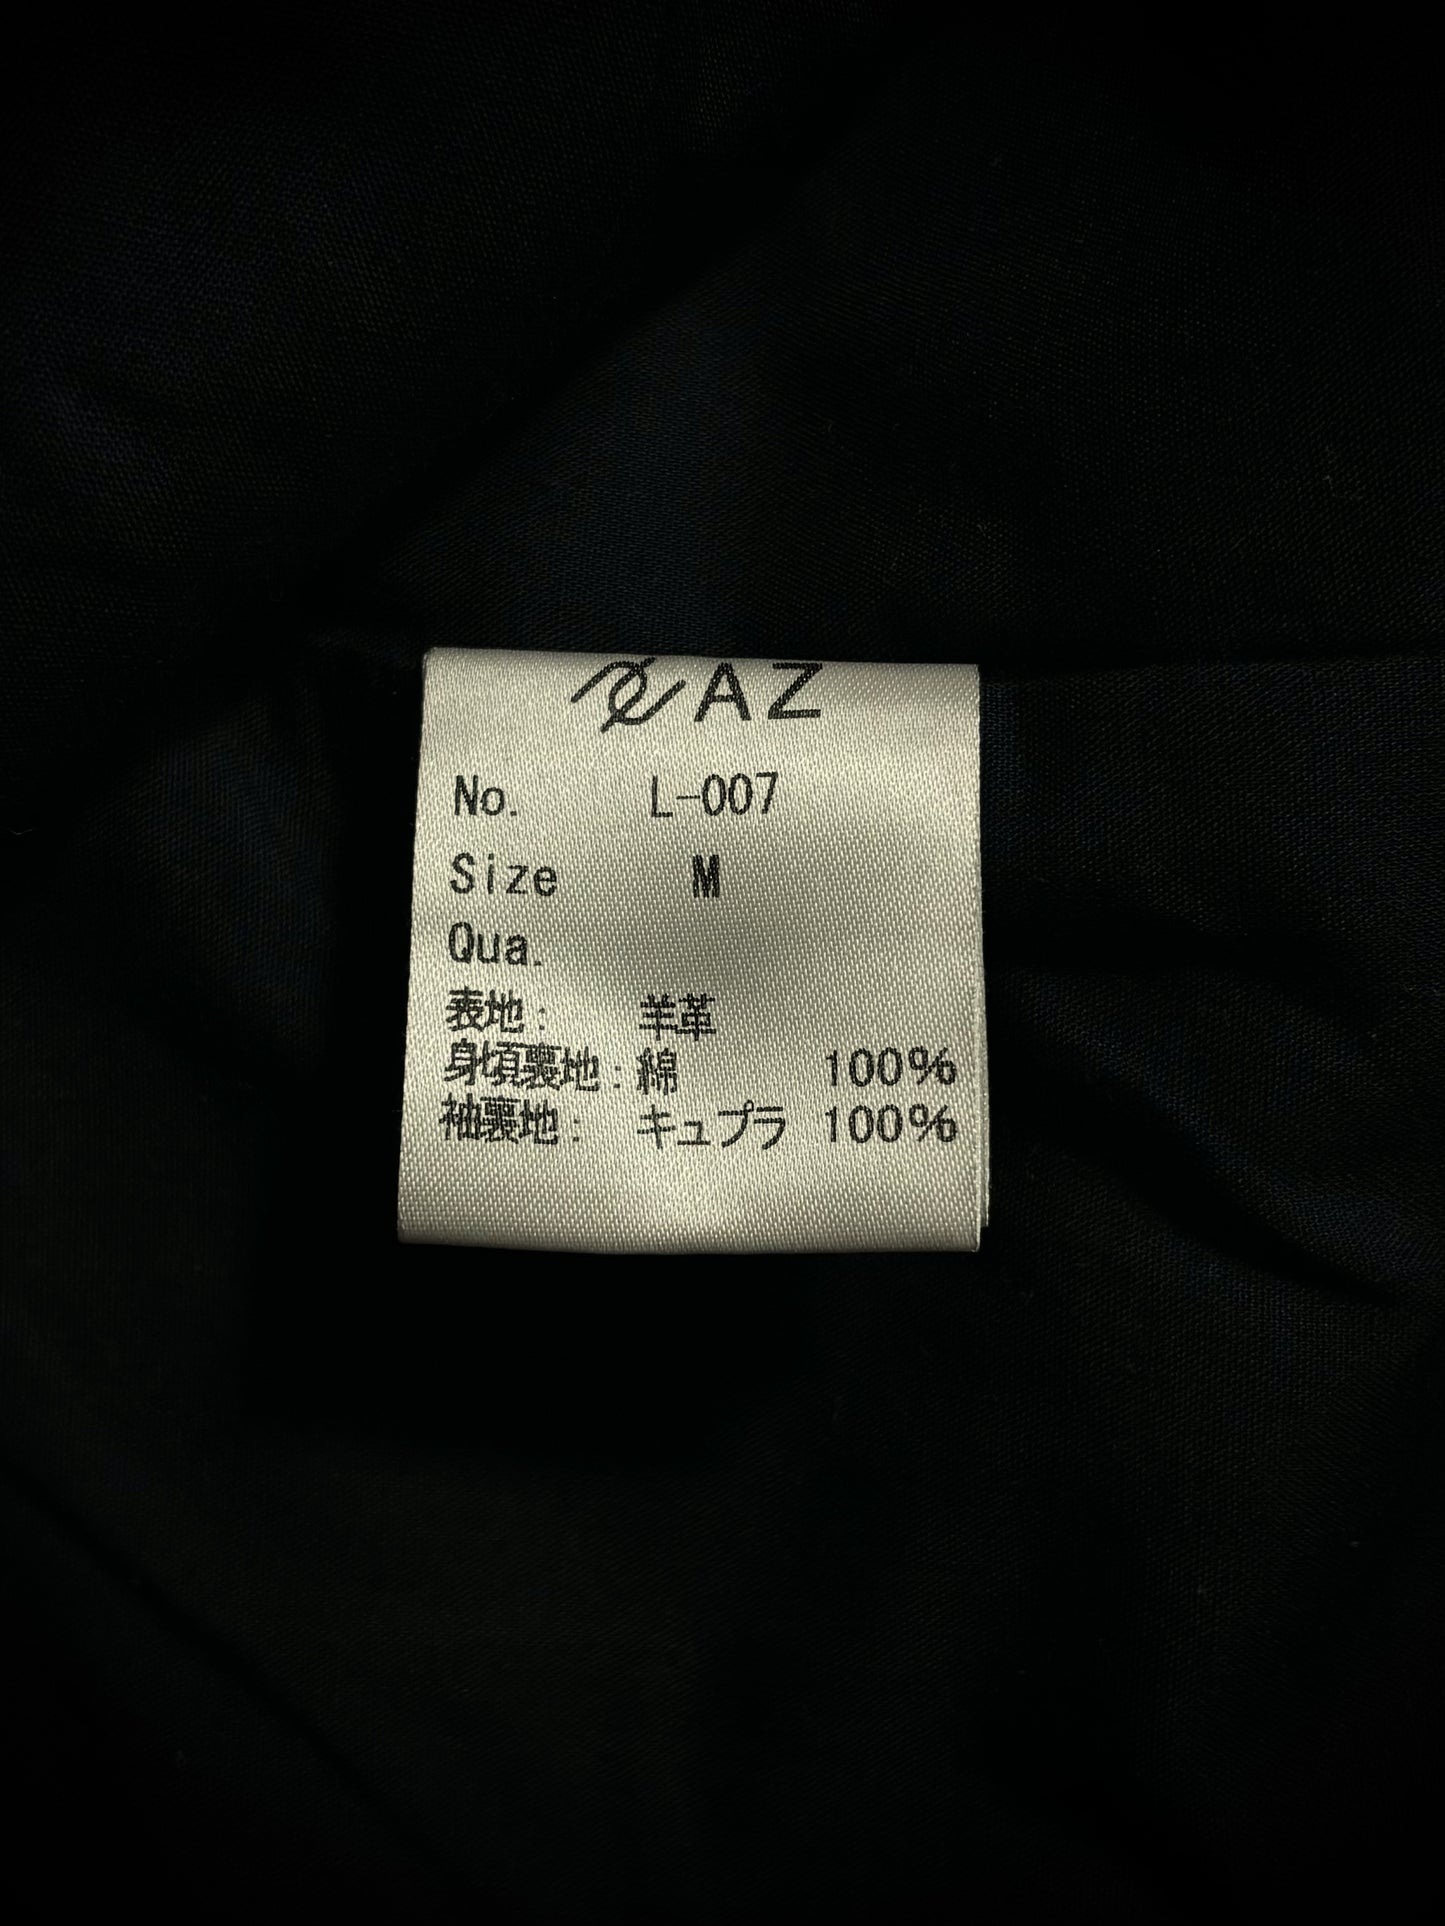 AZ
No. L-007
Size M
Qua.
表地: 羊革
身頃裏地: 綿 100%
袖裏地: キュプラ 100%